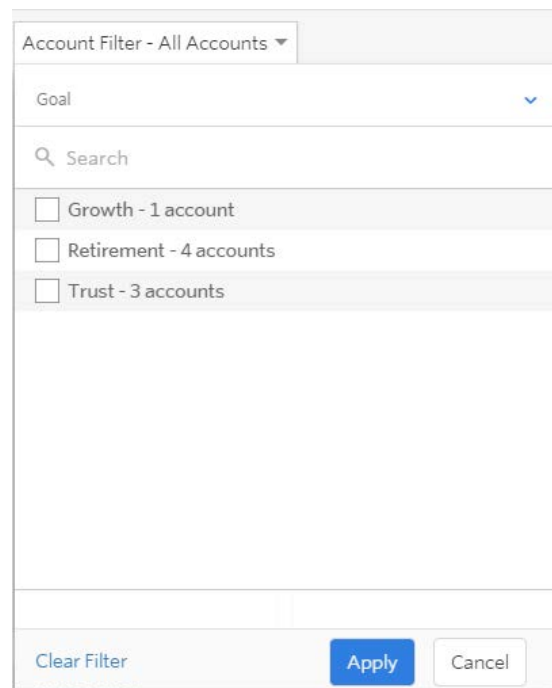 Account Filter - All Accounts
Goal
Search
Growth - 1 account
Retirement - 4 accounts
Trust - 3 accounts
Clear Filter Apply Cancel